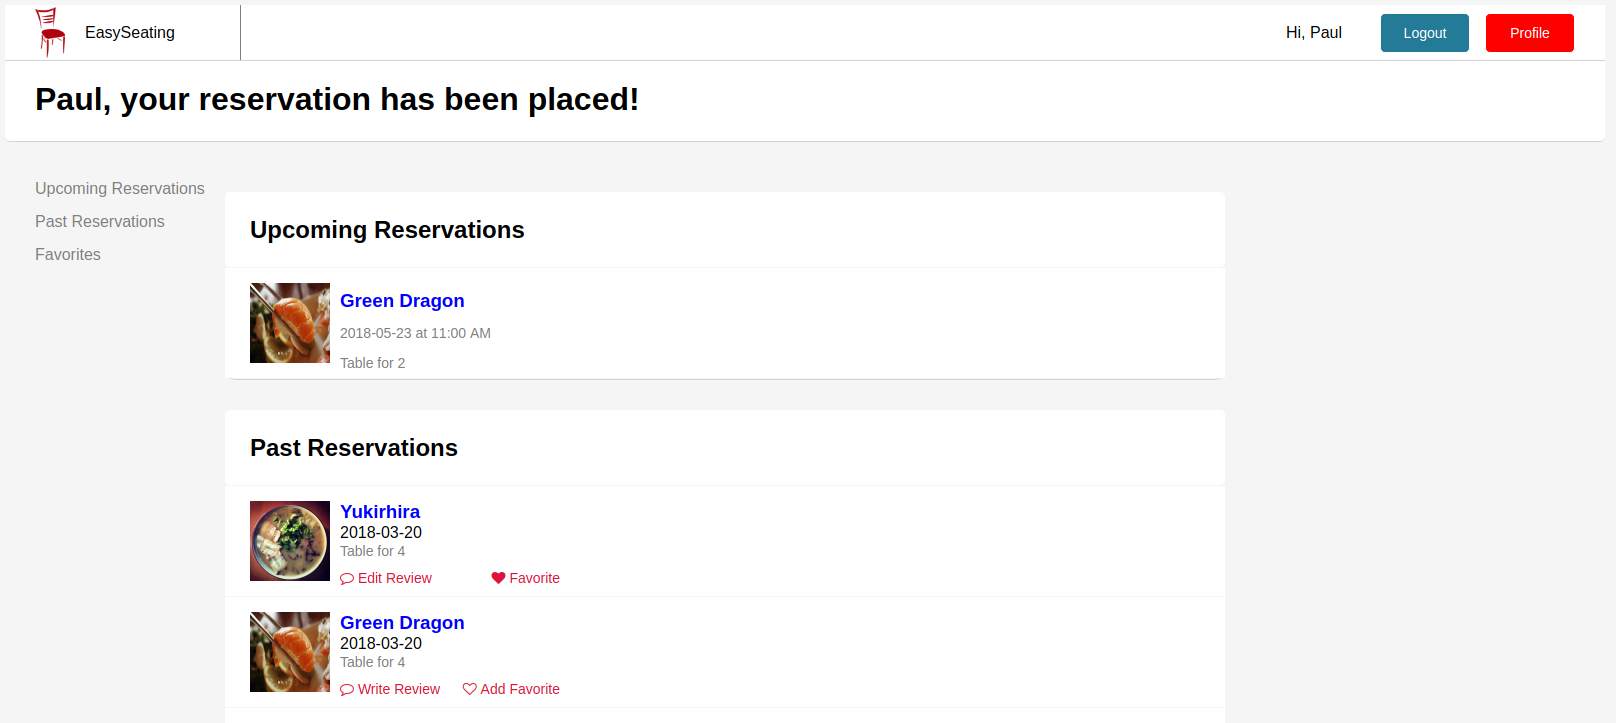 EasySeating
Hi, Paul
Logout
Profile
Paul, your reservation has been placed!
Upcoming Reservations
Past Reservations
Favorites
Upcoming Reservations
Green Dragon
2018-05-23 at 11:00 AM
Table for 2
Past Reservations
Yukirhira
2018-03-20
Table for 4
Edit Review
Favorite
Green Dragon
2018-03-20
Table for 4
Write Review
Add Favorite